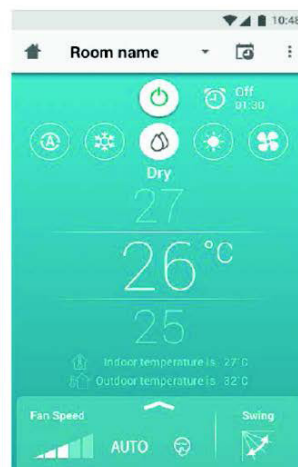 10:48
Room name
Off
01:30
A
Dry
27
26°C
25
Indoor temperature is 27°C
Outdoor temperature is 32°C
Fan Speed
Swing
AUTO